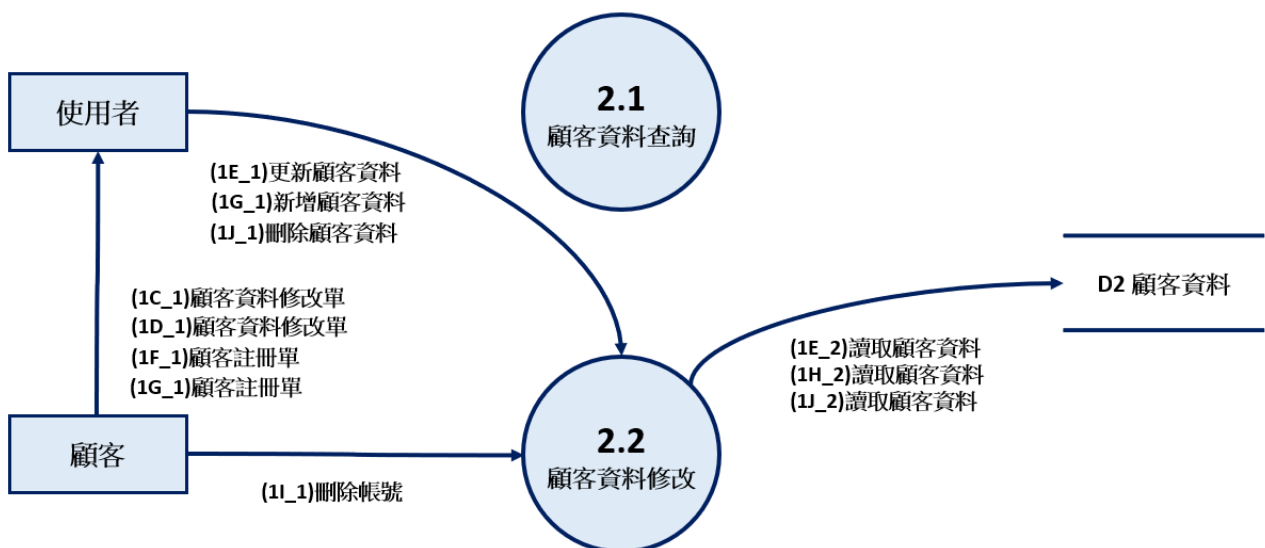 2.1
顧客資料查詢
使用者
(1E_1)更新顧客資料
(1G_1)新增顧客資料
(1J_1)刪除顧客資料
D2 顧客資料
(1C_1)顧客資料修改單
(1D_1)顧客資料修改單
(1F_1)顧客註冊單
(1G_1)顧客註冊單
(1E_2)讀取顧客資料
(1H_2)讀取顧客資料
(1J_2)讀取顧客資料
顧客
2.2
顧客資料修改
(1I_1)刪除帳號